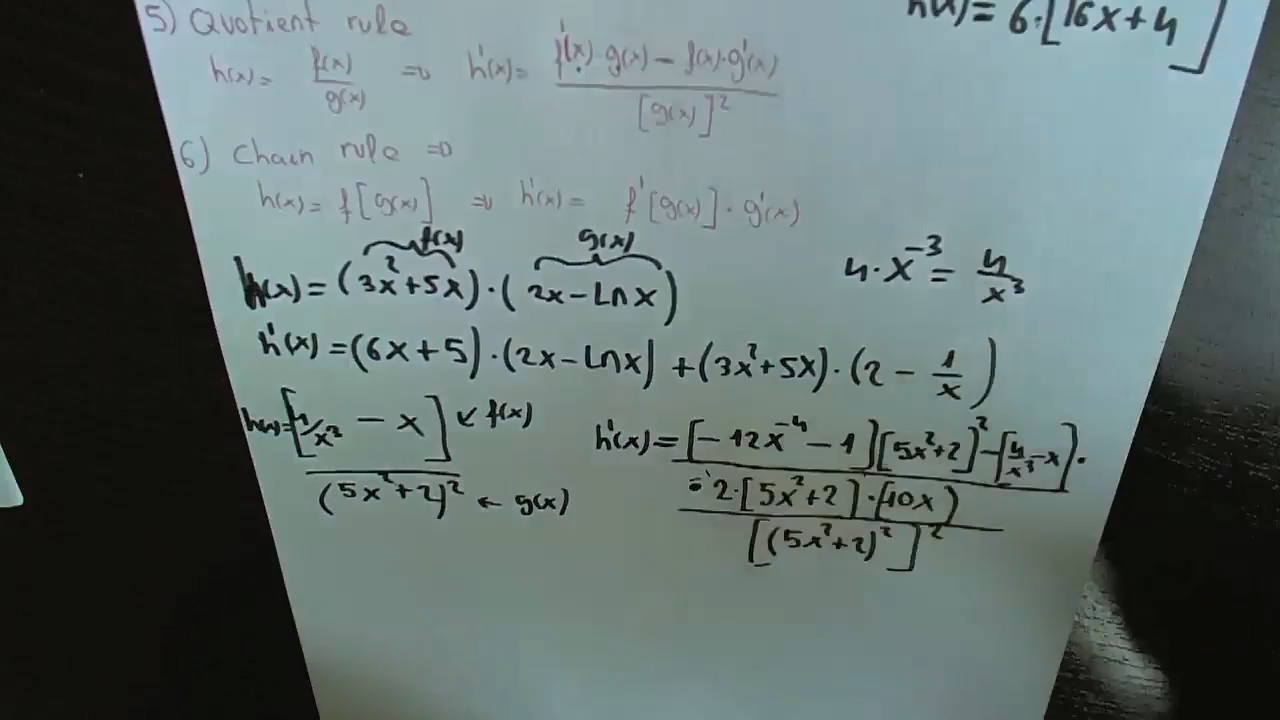 h(x) = 6·[16x+4]
5) Quotient rule
h(x) = f(x)/g(x) ⇒ h'(x) = (f'(x)·g(x) − f(x)·g'(x))/[g(x)]²
6) Chain rule ⇒
h(x) = f[g(x)] ⇒ h'(x) = f'[g(x)]·g'(x)
f(x) g(x)
h(x) = (3x²+5x)·(2x−Ln x)
4·x⁻³ = 4/x³
h'(x) = (6x+5)·(2x−Ln x) + (3x²+5x)·(2 − 1/x)
h(x) = [4/x³ − x] ↙ f(x)
(5x²+2)² ← g(x)
h'(x) = [−12x⁻⁴ − 1][5x²+2]² − [4/x³ − x]·
·2·[5x²+2]·(10x)
[(5x²+2)²]²